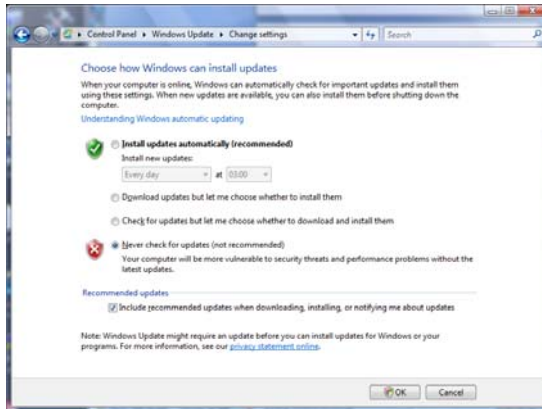 Control Panel ▸ Windows Update ▸ Change settings
Search
Choose how Windows can install updates
When your computer is online, Windows can automatically check for important updates and install them
using these settings. When new updates are available, you can also install them before shutting down the
computer.
Understanding Windows automatic updating
Install updates automatically (recommended)
Install new updates:
Every day at 03:00
Download updates but let me choose whether to install them
Check for updates but let me choose whether to download and install them
Never check for updates (not recommended)
Your computer will be more vulnerable to security threats and performance problems without the
latest updates.
Recommended updates
Include recommended updates when downloading, installing, or notifying me about updates
Note: Windows Update might require an update before you can install updates for Windows or your
programs. For more information, see our privacy statement online.
OK Cancel